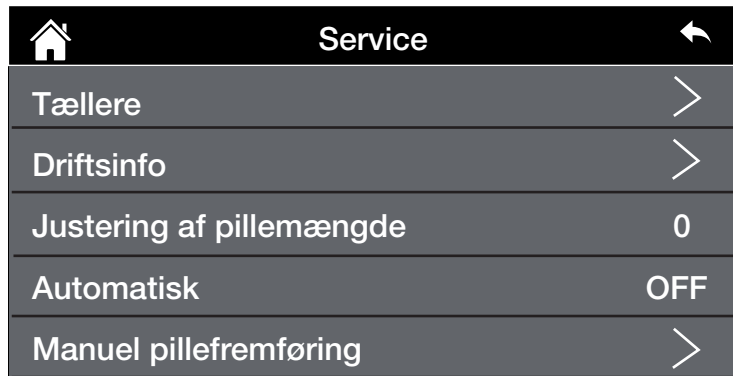 Service
Tællere
Driftsinfo
Justering af pillemængde 0
Automatisk OFF
Manuel pillefremføring